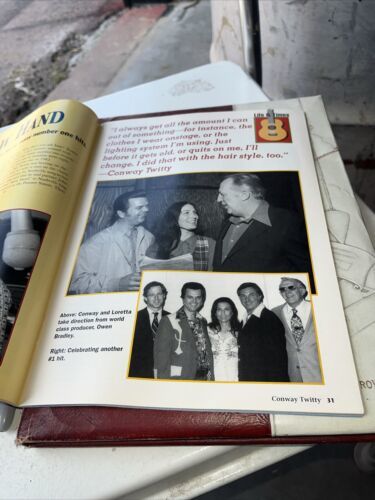 HAND
number one hits.
Life & Times
"I always get all the amount I can
out of something—for instance, the
clothes I wear onstage, or the
lighting system I'm using. Just
before it gets old, or quits on me, I'll
change. I did that with the hair style, too."
—Conway Twitty
Above: Conway and Loretta
take direction from world
class producer, Owen
Bradley.
Right: Celebrating another
#1 hit.
Conway Twitty 31